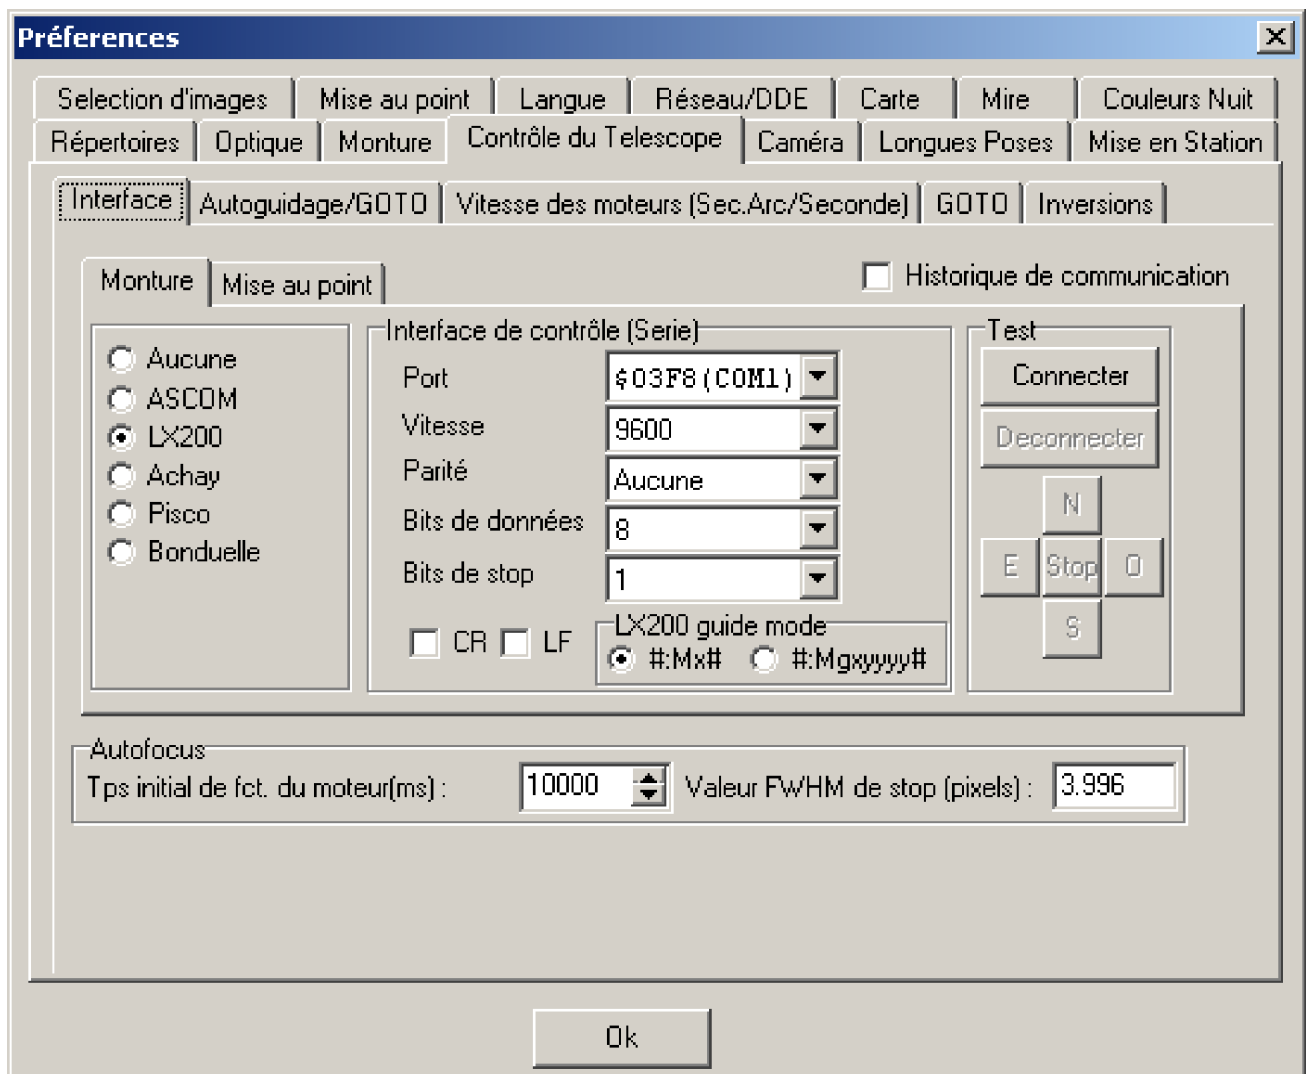 Préferences
Selection d'images Mise au point Langue Réseau/DDE Carte Mire Couleurs Nuit
Répertoires Optique Monture Contrôle du Telescope Caméra Longues Poses Mise en Station
Interface Autoguidage/GOTO Vitesse des moteurs (Sec.Arc/Seconde) GOTO Inversions
Monture Mise au point
Historique de communication
Aucune
ASCOM
LX200
Achay
Pisco
Bonduelle
Interface de contrôle (Serie)
Port $03F8(COM1)
Vitesse 9600
Parité Aucune
Bits de données 8
Bits de stop 1
CR LF
LX200 guide mode
#:Mx# #:Mgxyyyy#
Test
Connecter
Deconnecter
N
E Stop O
S
Autofocus
Tps initial de fct. du moteur(ms) : 10000 Valeur FWHM de stop (pixels) : 3.996
Ok